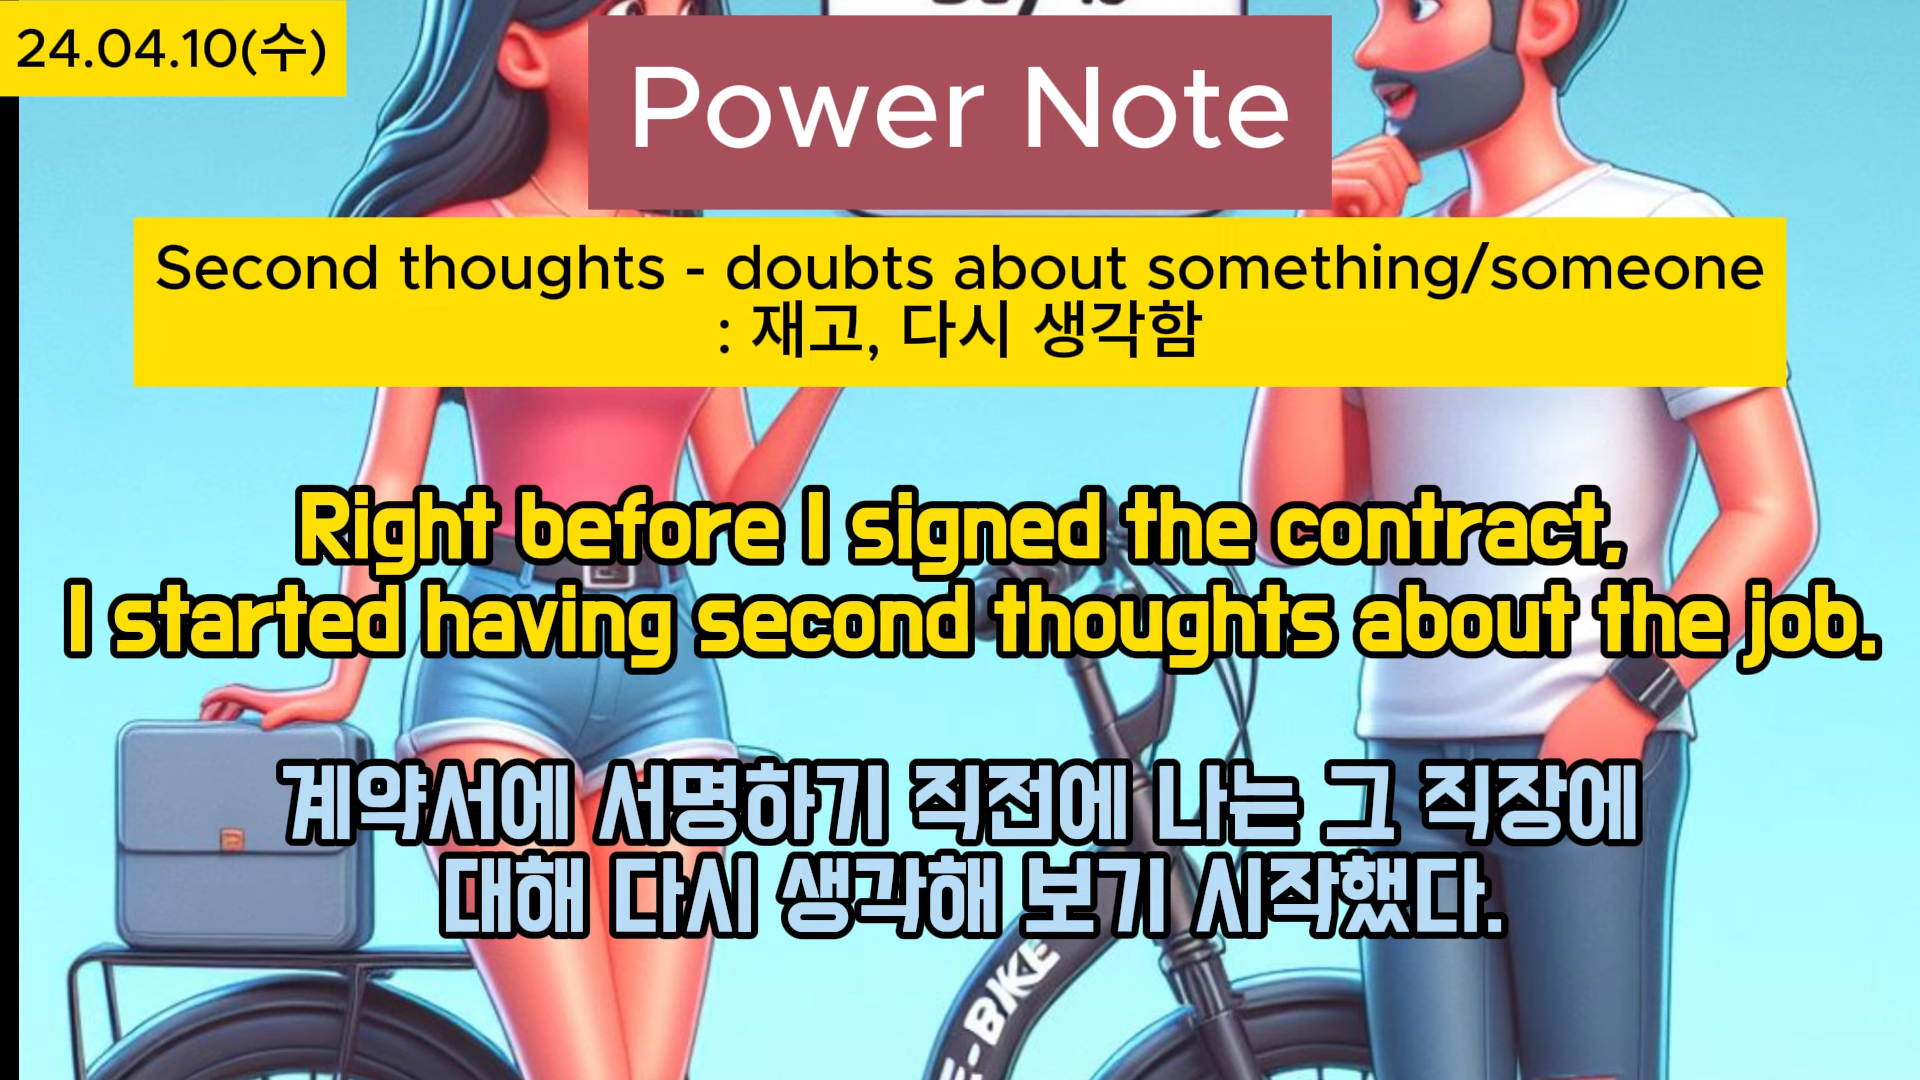 24.04.10(수)
Power Note
Second thoughts - doubts about something/someone
: 재고, 다시 생각함
Right before I signed the contract,
I started having second thoughts about the job.
계약서에 서명하기 직전에 나는 그 직장에
대해 다시 생각해 보기 시작했다.
E-BIKE